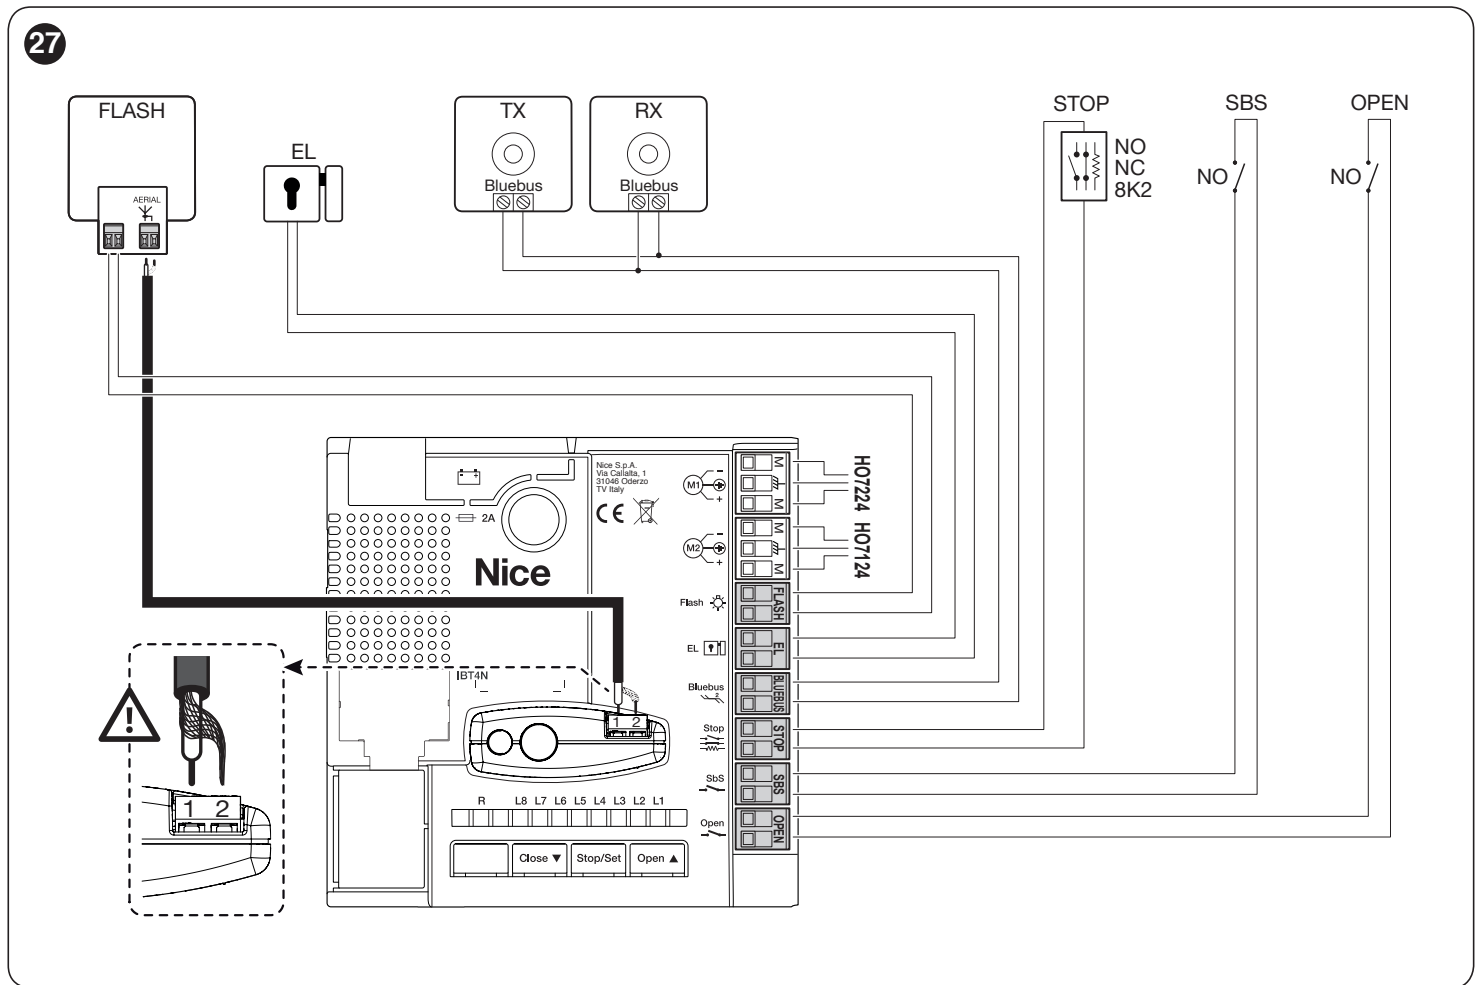 27
FLASH
AERIAL
EL
TX
Bluebus
RX
Bluebus
STOP
NO
NC
8K2
SBS
NO
OPEN
NO
2A
Nice
Nice S.p.A.
Via Callalta, 1
31046 Oderzo
TV Italy
CE
M1
-
+
M
M
HO7224
M2
-
+
M
M
HO7124
Flash
FLASH
EL
EL
Bluebus
2
BLUEBUS
Stop
STOP
SbS
SBS
Open
OPEN
IBT4N
1 2
R L8 L7 L6 L5 L4 L3 L2 L1
Close ▼
Stop/Set
Open ▲
!
1 2